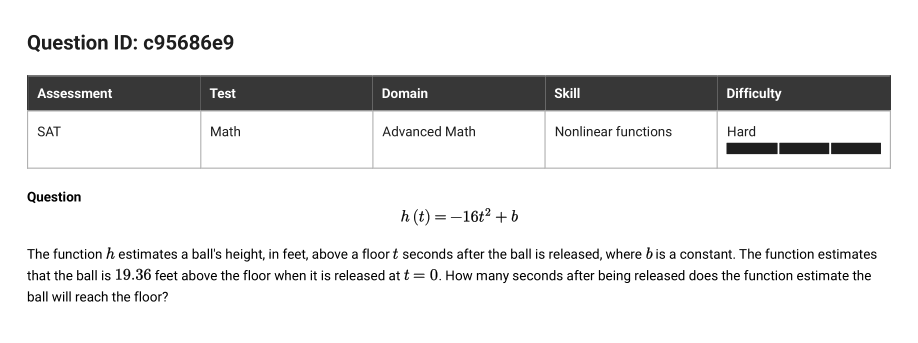 Question ID: c95686e9
Assessment Test Domain Skill Difficulty
SAT Math Advanced Math Nonlinear functions Hard
Question
h (t) = −16t² + b
The function h estimates a ball's height, in feet, above a floor t seconds after the ball is released, where b is a constant. The function estimates
that the ball is 19.36 feet above the floor when it is released at t = 0. How many seconds after being released does the function estimate the
ball will reach the floor?